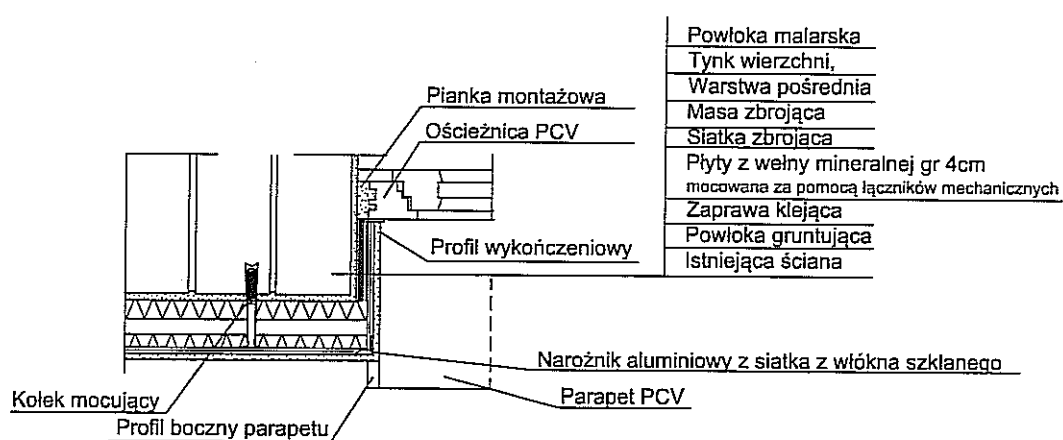 Powłoka malarska
Tynk wierzchni,
Warstwa pośrednia
Masa zbrojąca
Siatka zbrojąca
Płyty z wełny mineralnej gr 4cm
mocowana za pomocą łączników mechanicznych
Zaprawa klejąca
Powłoka gruntująca
Istniejąca ściana
Pianka montażowa
Ościeżnica PCV
Profil wykończeniowy
Narożnik aluminiowy z siatka z włókna szklanego
Parapet PCV
Kołek mocujący
Profil boczny parapetu